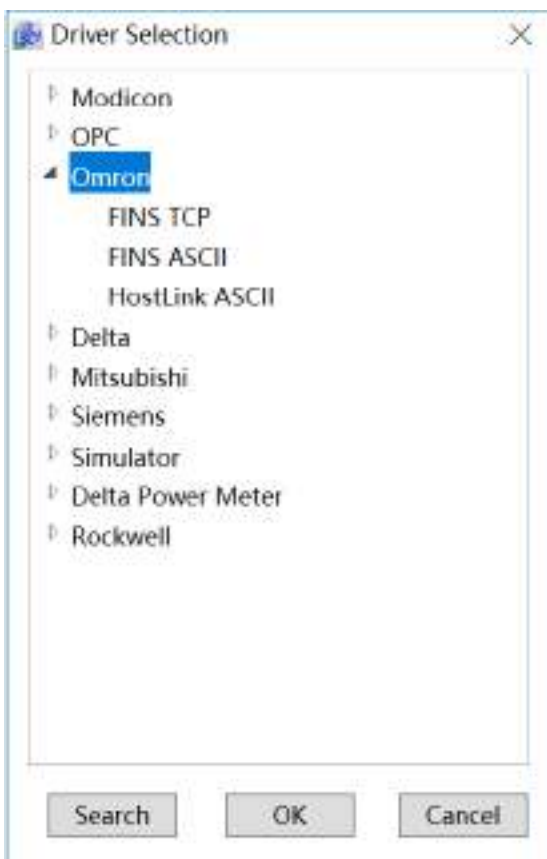 Driver Selection
Modicon
OPC
Omron
FINS TCP
FINS ASCII
HostLink ASCII
Delta
Mitsubishi
Siemens
Simulator
Delta Power Meter
Rockwell
Search OK Cancel